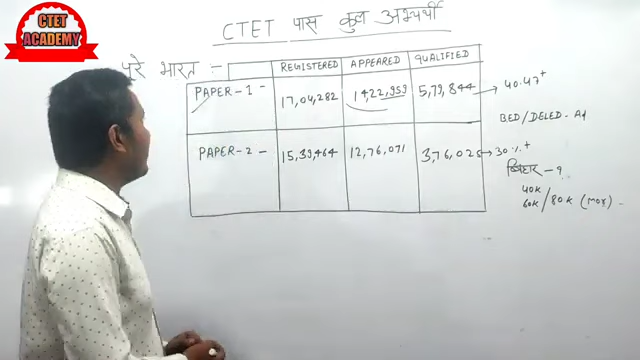 CTET ACADEMY
CTET पास कुल अभ्यर्थी
पूरे भारत :-
REGISTERED APPEARED QUALIFIED
PAPER-1 - 17,04,282 14,22,959 5,79,844 → 40.47+
BED/DELED -
PAPER-2 - 15,39,464 12,76,071 3,76,025 → 30%+
बिहार - ?
40K
60K/80K (MAX) -